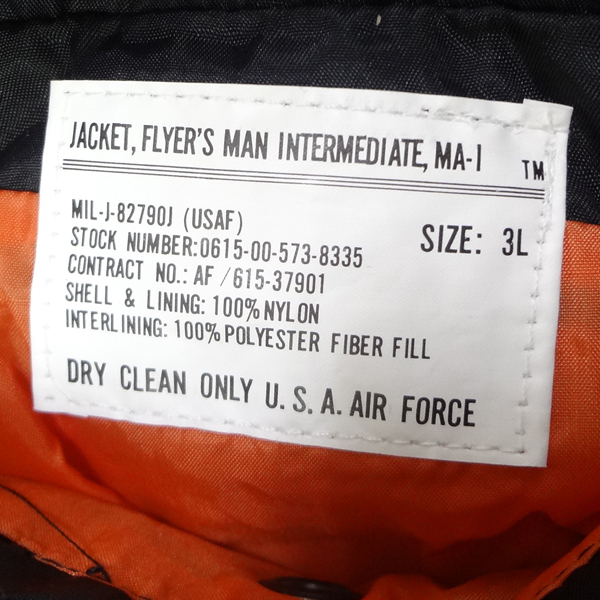 JACKET, FLYER'S MAN INTERMEDIATE, MA-1 TM
MIL-J-82790J (USAF)
SIZE: 3L
STOCK NUMBER:0615-00-573-8335
CONTRACT NO.: AF/615-37901
SHELL & LINING: 100% NYLON
INTERLINING: 100% POLYESTER FIBER FILL
DRY CLEAN ONLY U. S. A. AIR FORCE